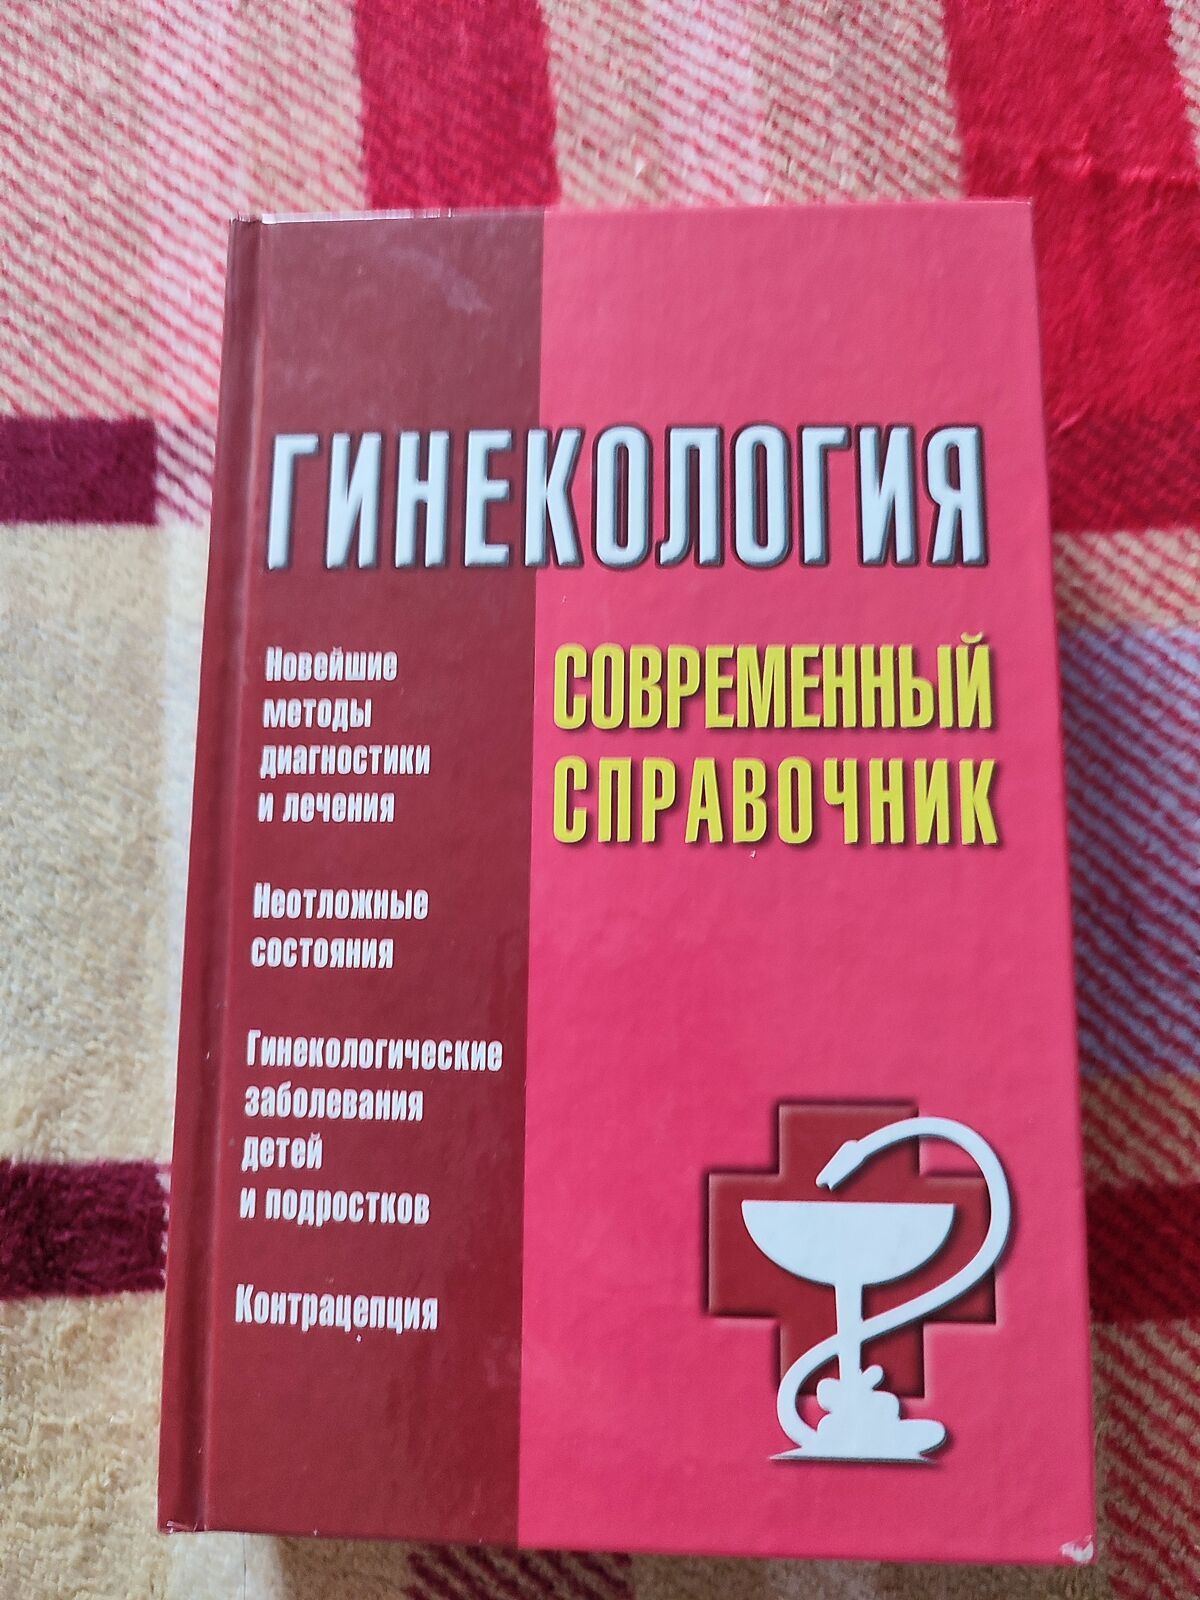 ГИНЕКОЛОГИЯ
СОВРЕМЕННЫЙ
СПРАВОЧНИК
Новейшие
методы
диагностики
и лечения
Неотложные
состояния
Гинекологические
заболевания
детей
и подростков
Контрацепция